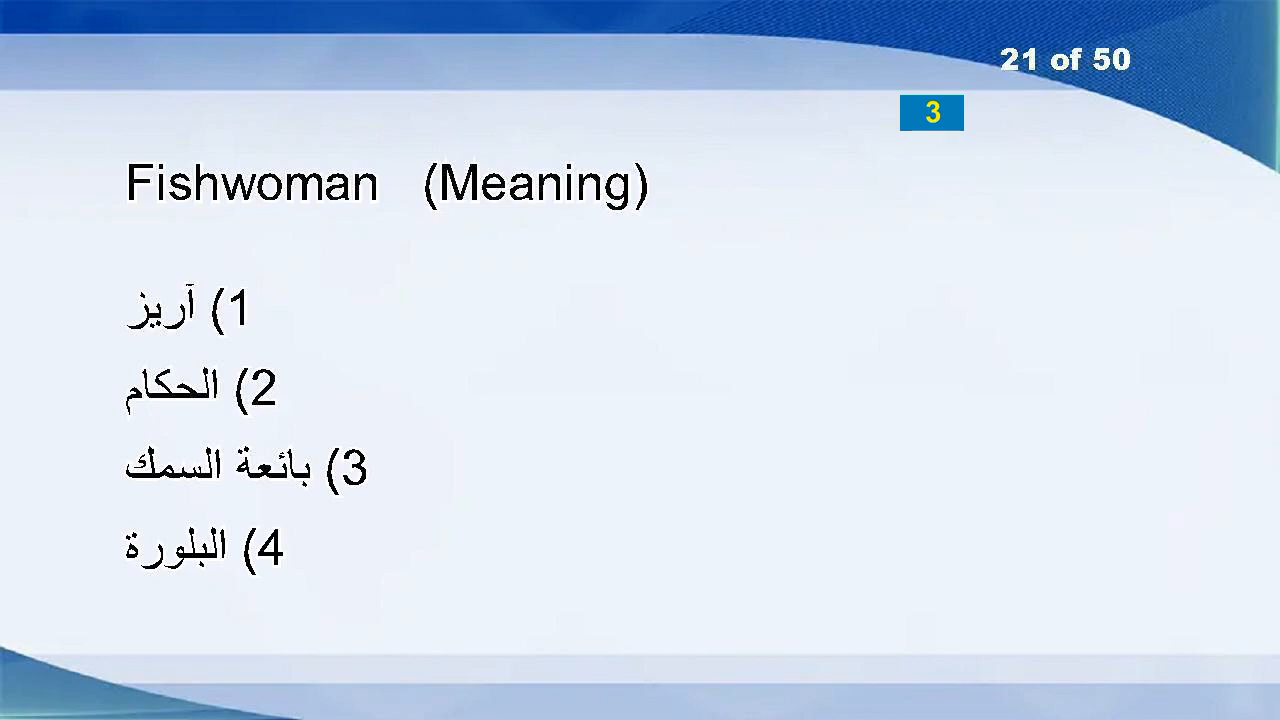 21 of 50
3
Fishwoman (Meaning)
1) آريز
2) الحكام
3) بائعة السمك
4) البلورة